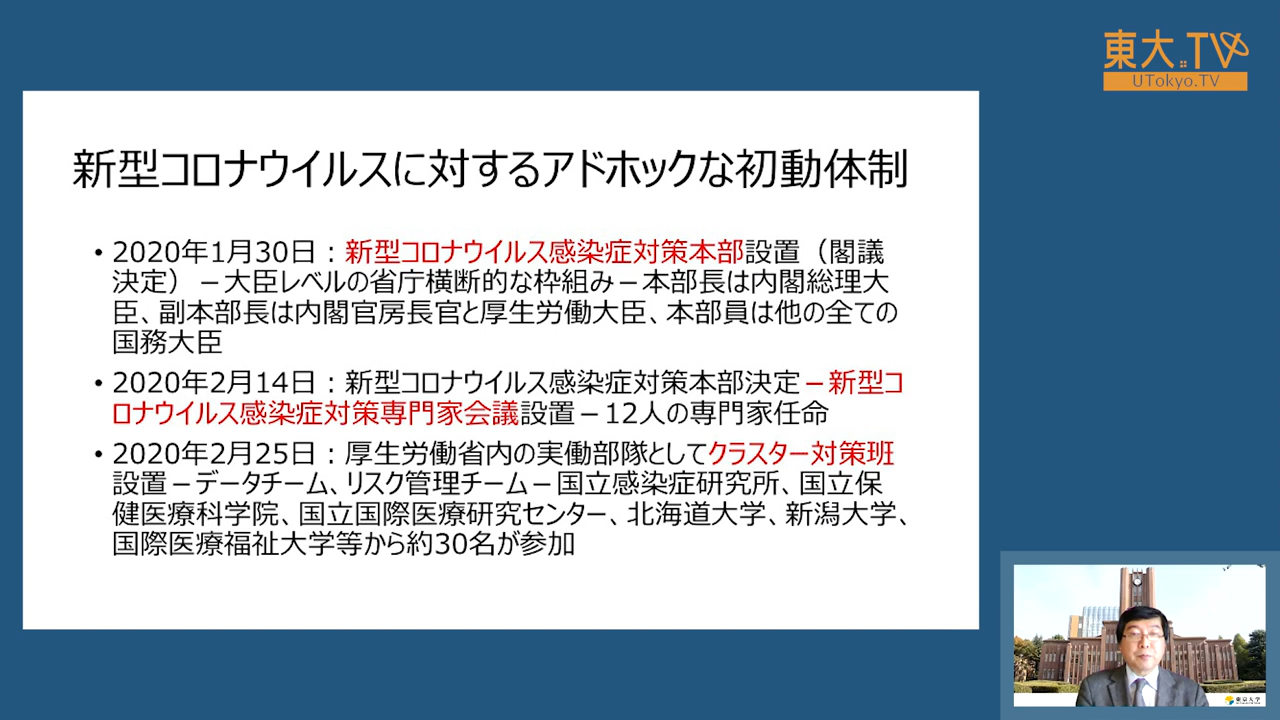 東大.TV
UTokyo.TV
新型コロナウイルスに対するアドホックな初動体制
• 2020年1月30日：新型コロナウイルス感染症対策本部設置（閣議
決定）－大臣レベルの省庁横断的な枠組み－本部長は内閣総理大
臣、副本部長は内閣官房長官と厚生労働大臣、本部員は他の全ての
国務大臣
• 2020年2月14日：新型コロナウイルス感染症対策本部決定－新型コ
ロナウイルス感染症対策専門家会議設置－12人の専門家任命
• 2020年2月25日：厚生労働省内の実働部隊としてクラスター対策班
設置－データチーム、リスク管理チーム－国立感染症研究所、国立保
健医療科学院、国立国際医療研究センター、北海道大学、新潟大学、
国際医療福祉大学等から約30名が参加
東京大学